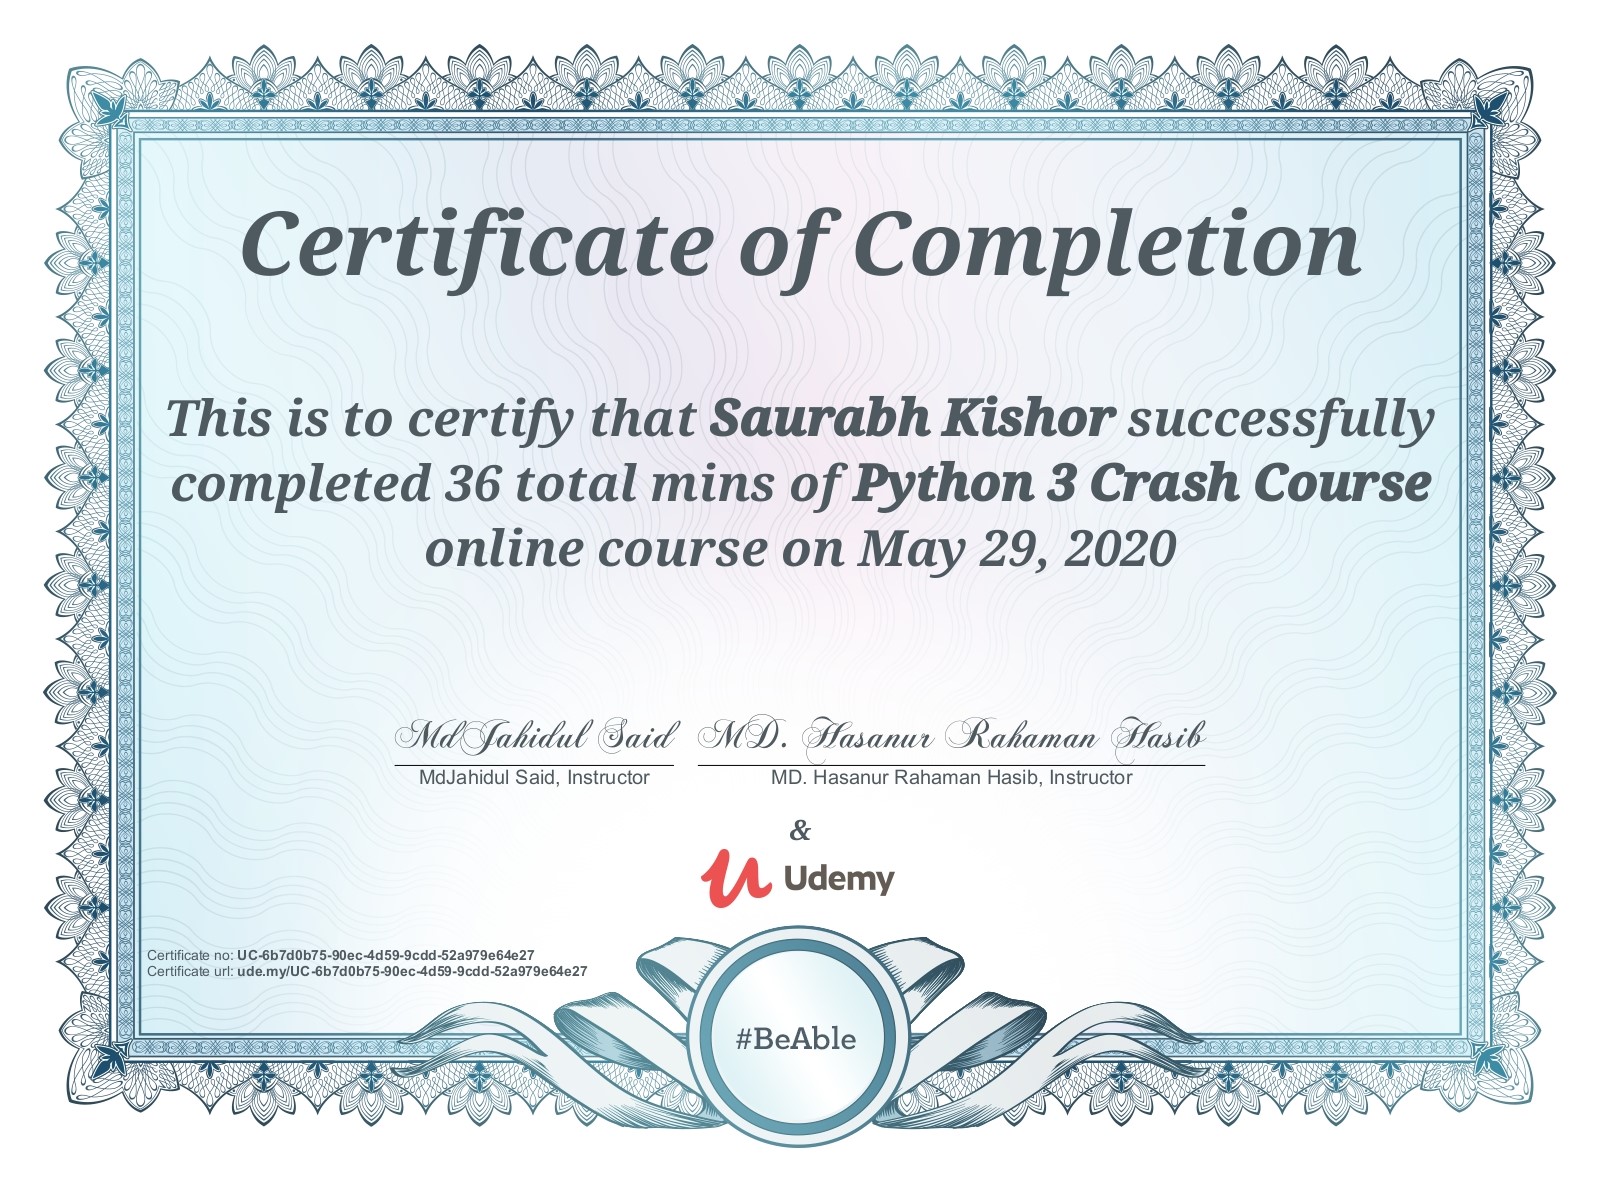 Certificate of Completion
This is to certify that Saurabh Kishor successfully
completed 36 total mins of Python 3 Crash Course
online course on May 29, 2020
MdJahidul Said MD. Hasanur Rahaman Hasib
MdJahidul Said, Instructor MD. Hasanur Rahaman Hasib, Instructor
&
Udemy
Certificate no: UC-6b7d0b75-90ec-4d59-9cdd-52a979e64e27
Certificate url: ude.my/UC-6b7d0b75-90ec-4d59-9cdd-52a979e64e27
#BeAble